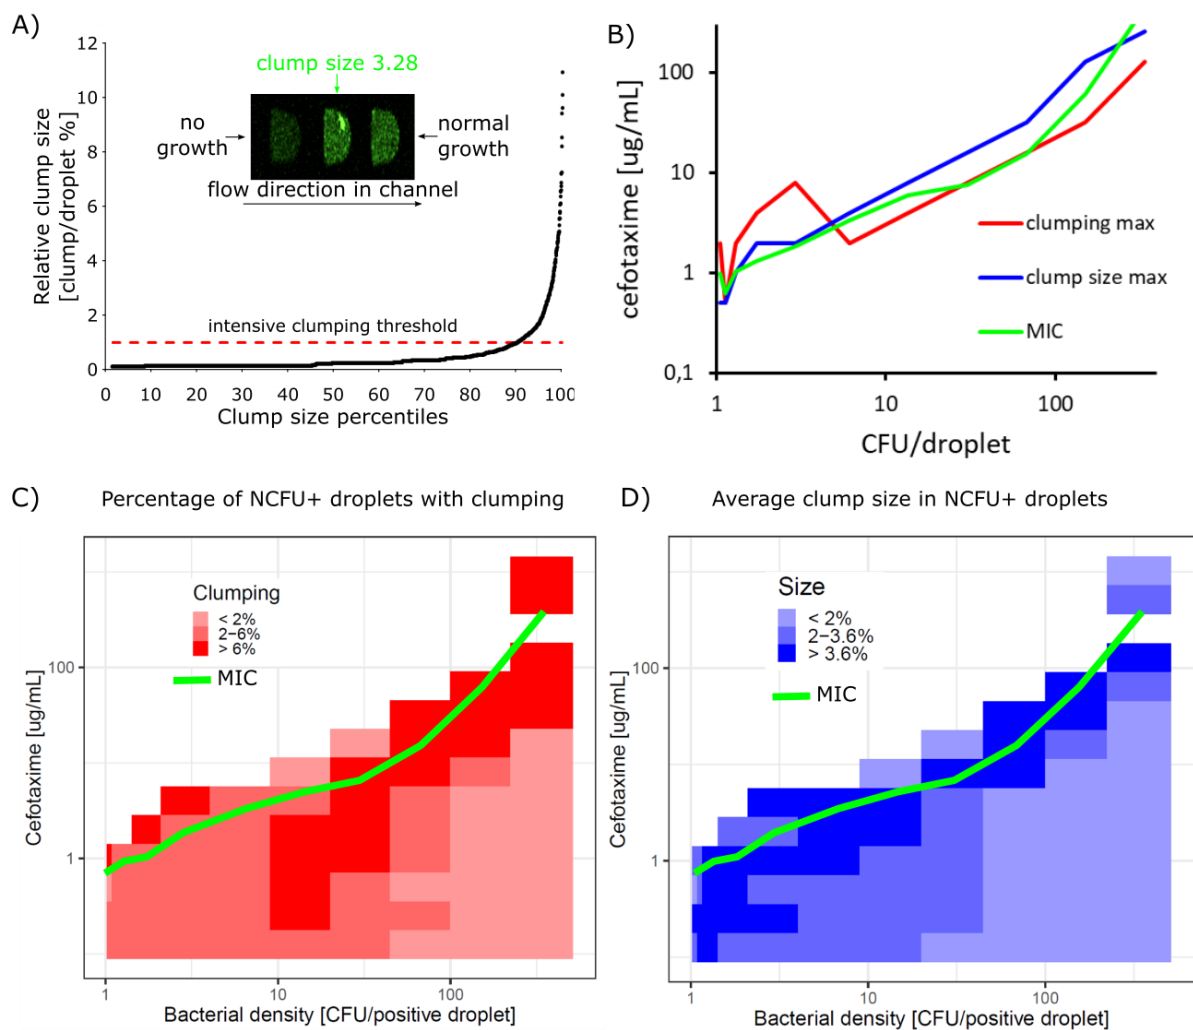 A)
Relative clump size
[clump/droplet %]
12
10
8
6
4
2
0
clump size 3.28
no
growth
normal
growth
flow direction in channel
intensive clumping threshold
0 10 20 30 40 50 60 70 80 90 100
Clump size percentiles
B)
cefotaxime [ug/mL]
100
10
1
0,1
clumping max
clump size max
MIC
1 10 100
CFU/droplet
C) Percentage of NCFU+ droplets with clumping
Cefotaxime [ug/mL]
100
1
Clumping
< 2%
2–6%
> 6%
MIC
1 10 100
Bacterial density [CFU/positive droplet]
D) Average clump size in NCFU+ droplets
Cefotaxime [ug/mL]
100
1
Size
< 2%
2–3.6%
> 3.6%
MIC
1 10 100
Bacterial density [CFU/positive droplet]